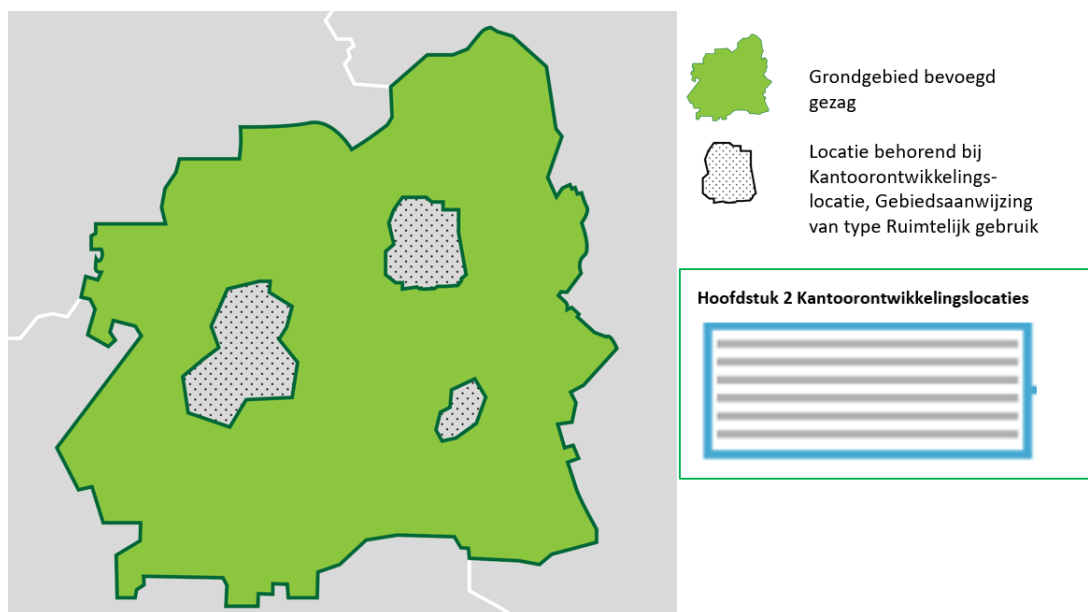 Grondgebied bevoegd
gezag
Locatie behorend bij
Kantoorontwikkelings-
locatie, Gebiedsaanwijzing
van type Ruimtelijk gebruik
Hoofdstuk 2 Kantoorontwikkelingslocaties